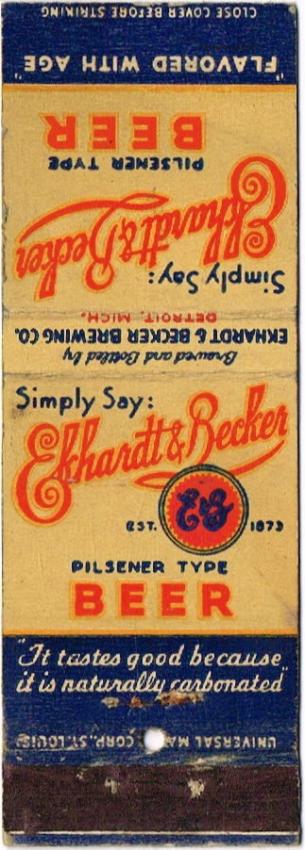 CLOSE COVER BEFORE STRIKING
"FLAVORED WITH AGE"
Simply Say:
Ekhardt & Becker
PILSENER TYPE
BEER
Brewed and Bottled by
EKHARDT & BECKER BREWING CO.
DETROIT, MICH.
Simply Say:
Ekhardt & Becker
E&B
EST. 1873
PILSENER TYPE
BEER
"It tastes good because
it is naturally carbonated"
UNIVERSAL CORP., ST. LOUIS